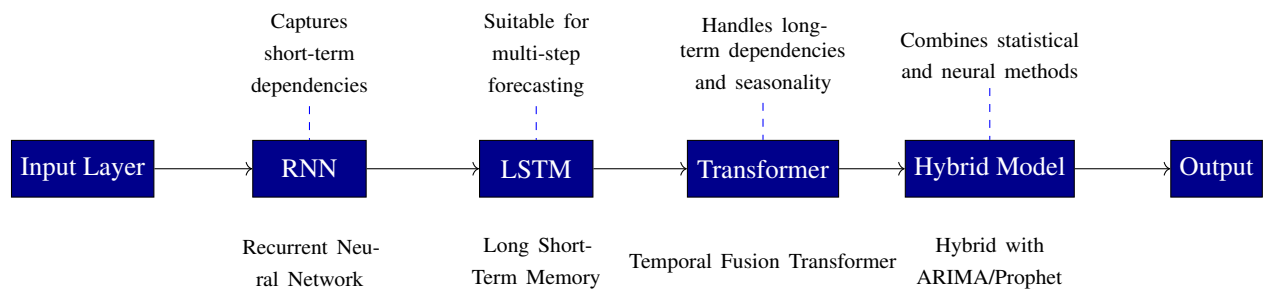 Captures
short-term
dependencies
Suitable for
multi-step
forecasting
Handles long-
term dependencies
and seasonality
Combines statistical
and neural methods
Input Layer
RNN
LSTM
Transformer
Hybrid Model
Output
Recurrent Neu-
ral Network
Long Short-
Term Memory
Temporal Fusion Transformer
Hybrid with
ARIMA/Prophet